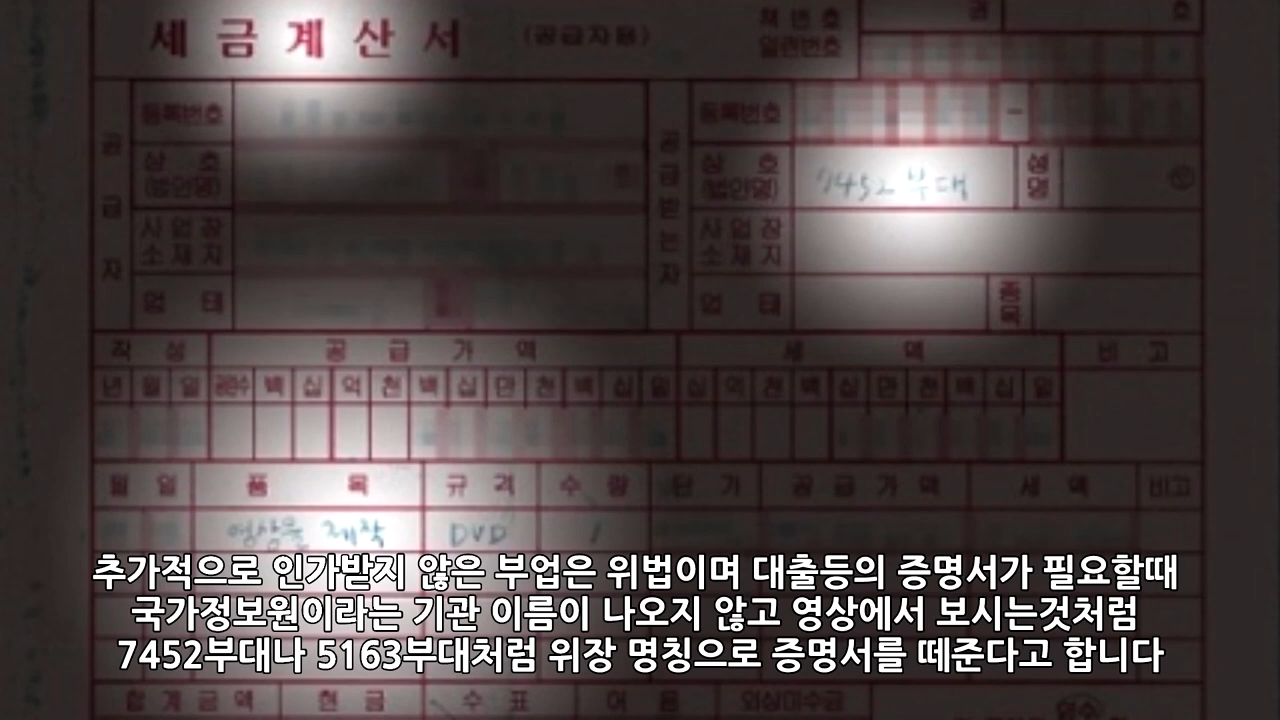 세금계산서 (공급자용) 책번호 권 호
일련번호
공급자 등록번호 공급받는자 등록번호 -
상호 (법인명) 상호 (법인명) 7452부대 성명
사업장 소재지 사업장 소재지
업태 업태 종목
작성 공급가액 세액 비고
년 월 일 공란수 백 십 억 천 백 십 만 천 백 십 일 십 억 천 백 십 만 천 백 십 일
월 일 품목 규격 수량 단가 공급가액 세액 비고
영상물 제작 DVD 1
추가적으로 인가받지 않은 부업은 위법이며 대출등의 증명서가 필요할때
국가정보원이라는 기관 이름이 나오지 않고 영상에서 보시는것처럼
7452부대나 5163부대처럼 위장 명칭으로 증명서를 떼준다고 합니다
합계금액 현금 수표 어음 외상미수금 영수